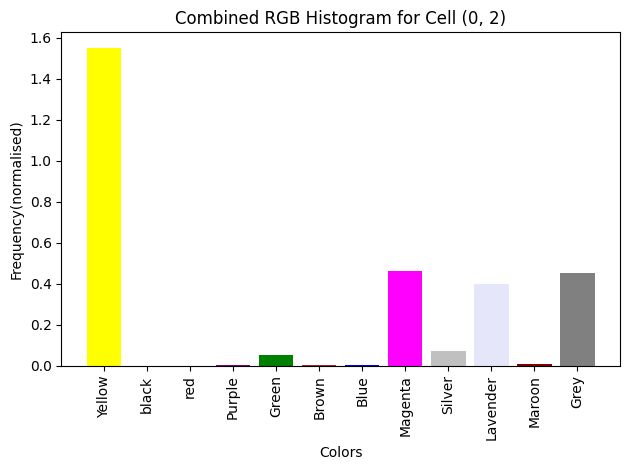 Combined RGB Histogram for Cell (0, 2)
Frequency(normalised)
1.6
1.4
1.2
1.0
0.8
0.6
0.4
0.2
0.0
Yellow
black
red
Purple
Green
Brown
Blue
Magenta
Silver
Lavender
Maroon
Grey
Colors